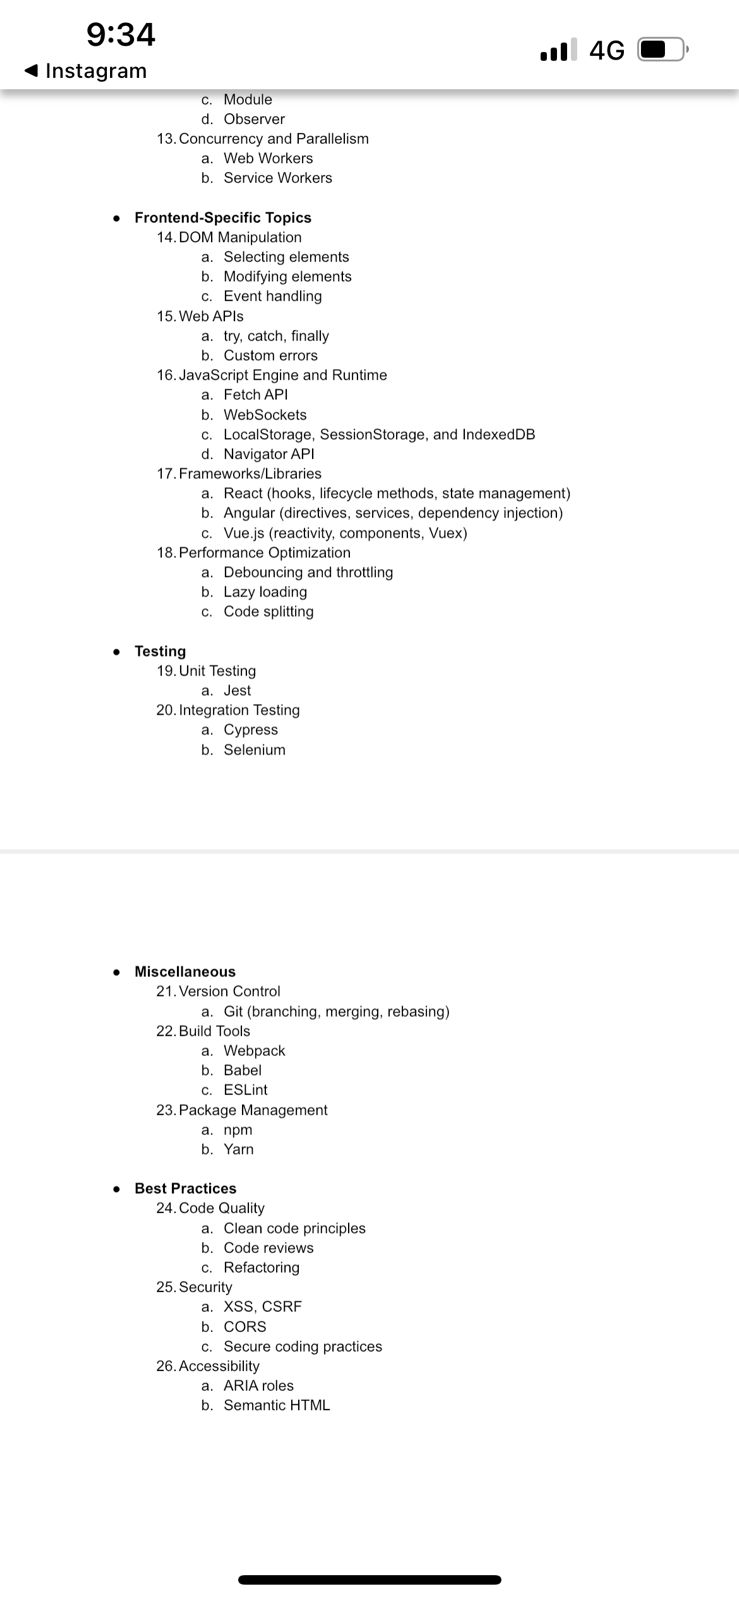 9:34
4G
◀ Instagram
c. Module
d. Observer
13. Concurrency and Parallelism
a. Web Workers
b. Service Workers
● Frontend-Specific Topics
14. DOM Manipulation
a. Selecting elements
b. Modifying elements
c. Event handling
15. Web APIs
a. try, catch, finally
b. Custom errors
16. JavaScript Engine and Runtime
a. Fetch API
b. WebSockets
c. LocalStorage, SessionStorage, and IndexedDB
d. Navigator API
17. Frameworks/Libraries
a. React (hooks, lifecycle methods, state management)
b. Angular (directives, services, dependency injection)
c. Vue.js (reactivity, components, Vuex)
18. Performance Optimization
a. Debouncing and throttling
b. Lazy loading
c. Code splitting
● Testing
19. Unit Testing
a. Jest
20. Integration Testing
a. Cypress
b. Selenium
● Miscellaneous
21. Version Control
a. Git (branching, merging, rebasing)
22. Build Tools
a. Webpack
b. Babel
c. ESLint
23. Package Management
a. npm
b. Yarn
● Best Practices
24. Code Quality
a. Clean code principles
b. Code reviews
c. Refactoring
25. Security
a. XSS, CSRF
b. CORS
c. Secure coding practices
26. Accessibility
a. ARIA roles
b. Semantic HTML